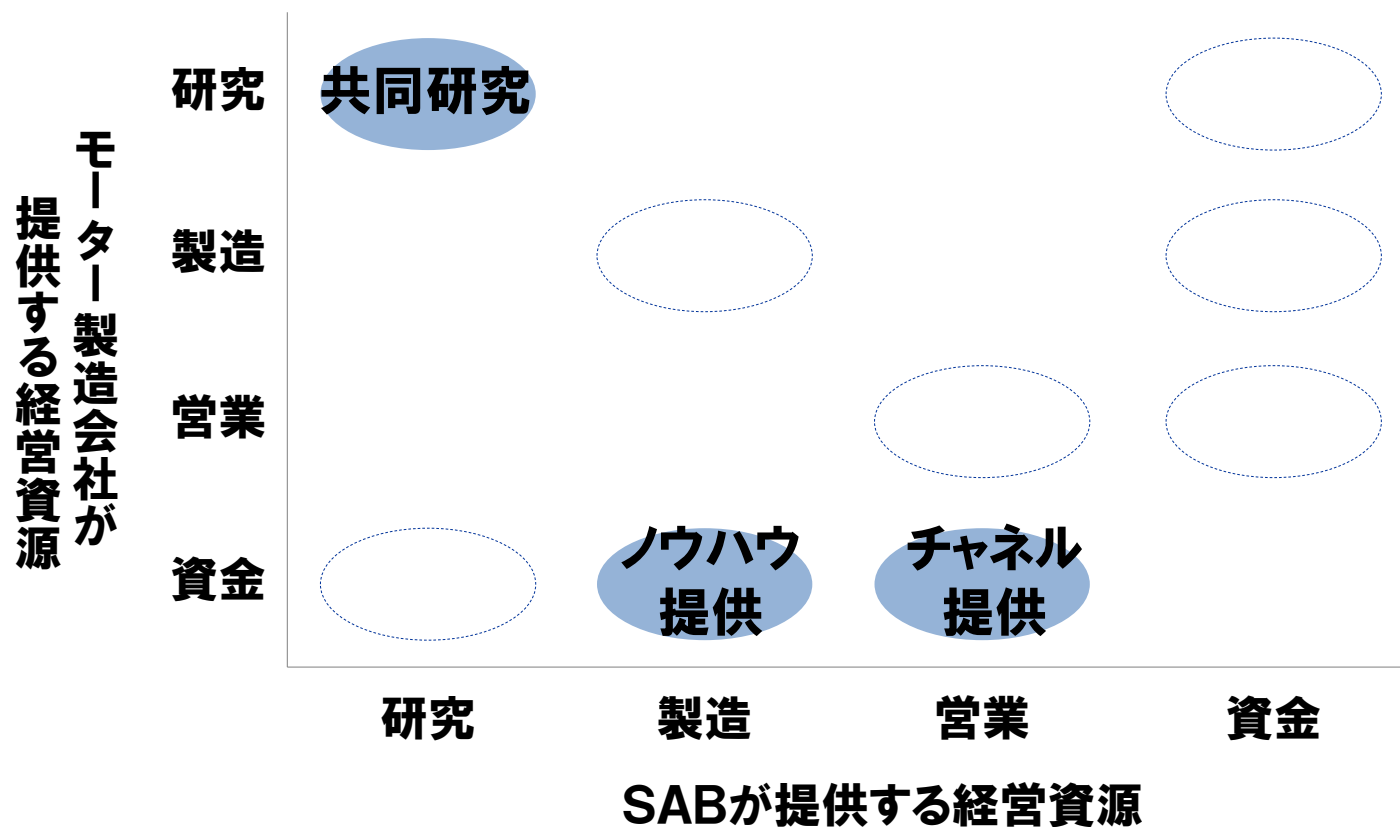 モーター製造会社が
提供する経営資源
研究
製造
営業
資金
共同研究
ノウハウ
提供
チャネル
提供
研究
製造
営業
資金
SABが提供する経営資源